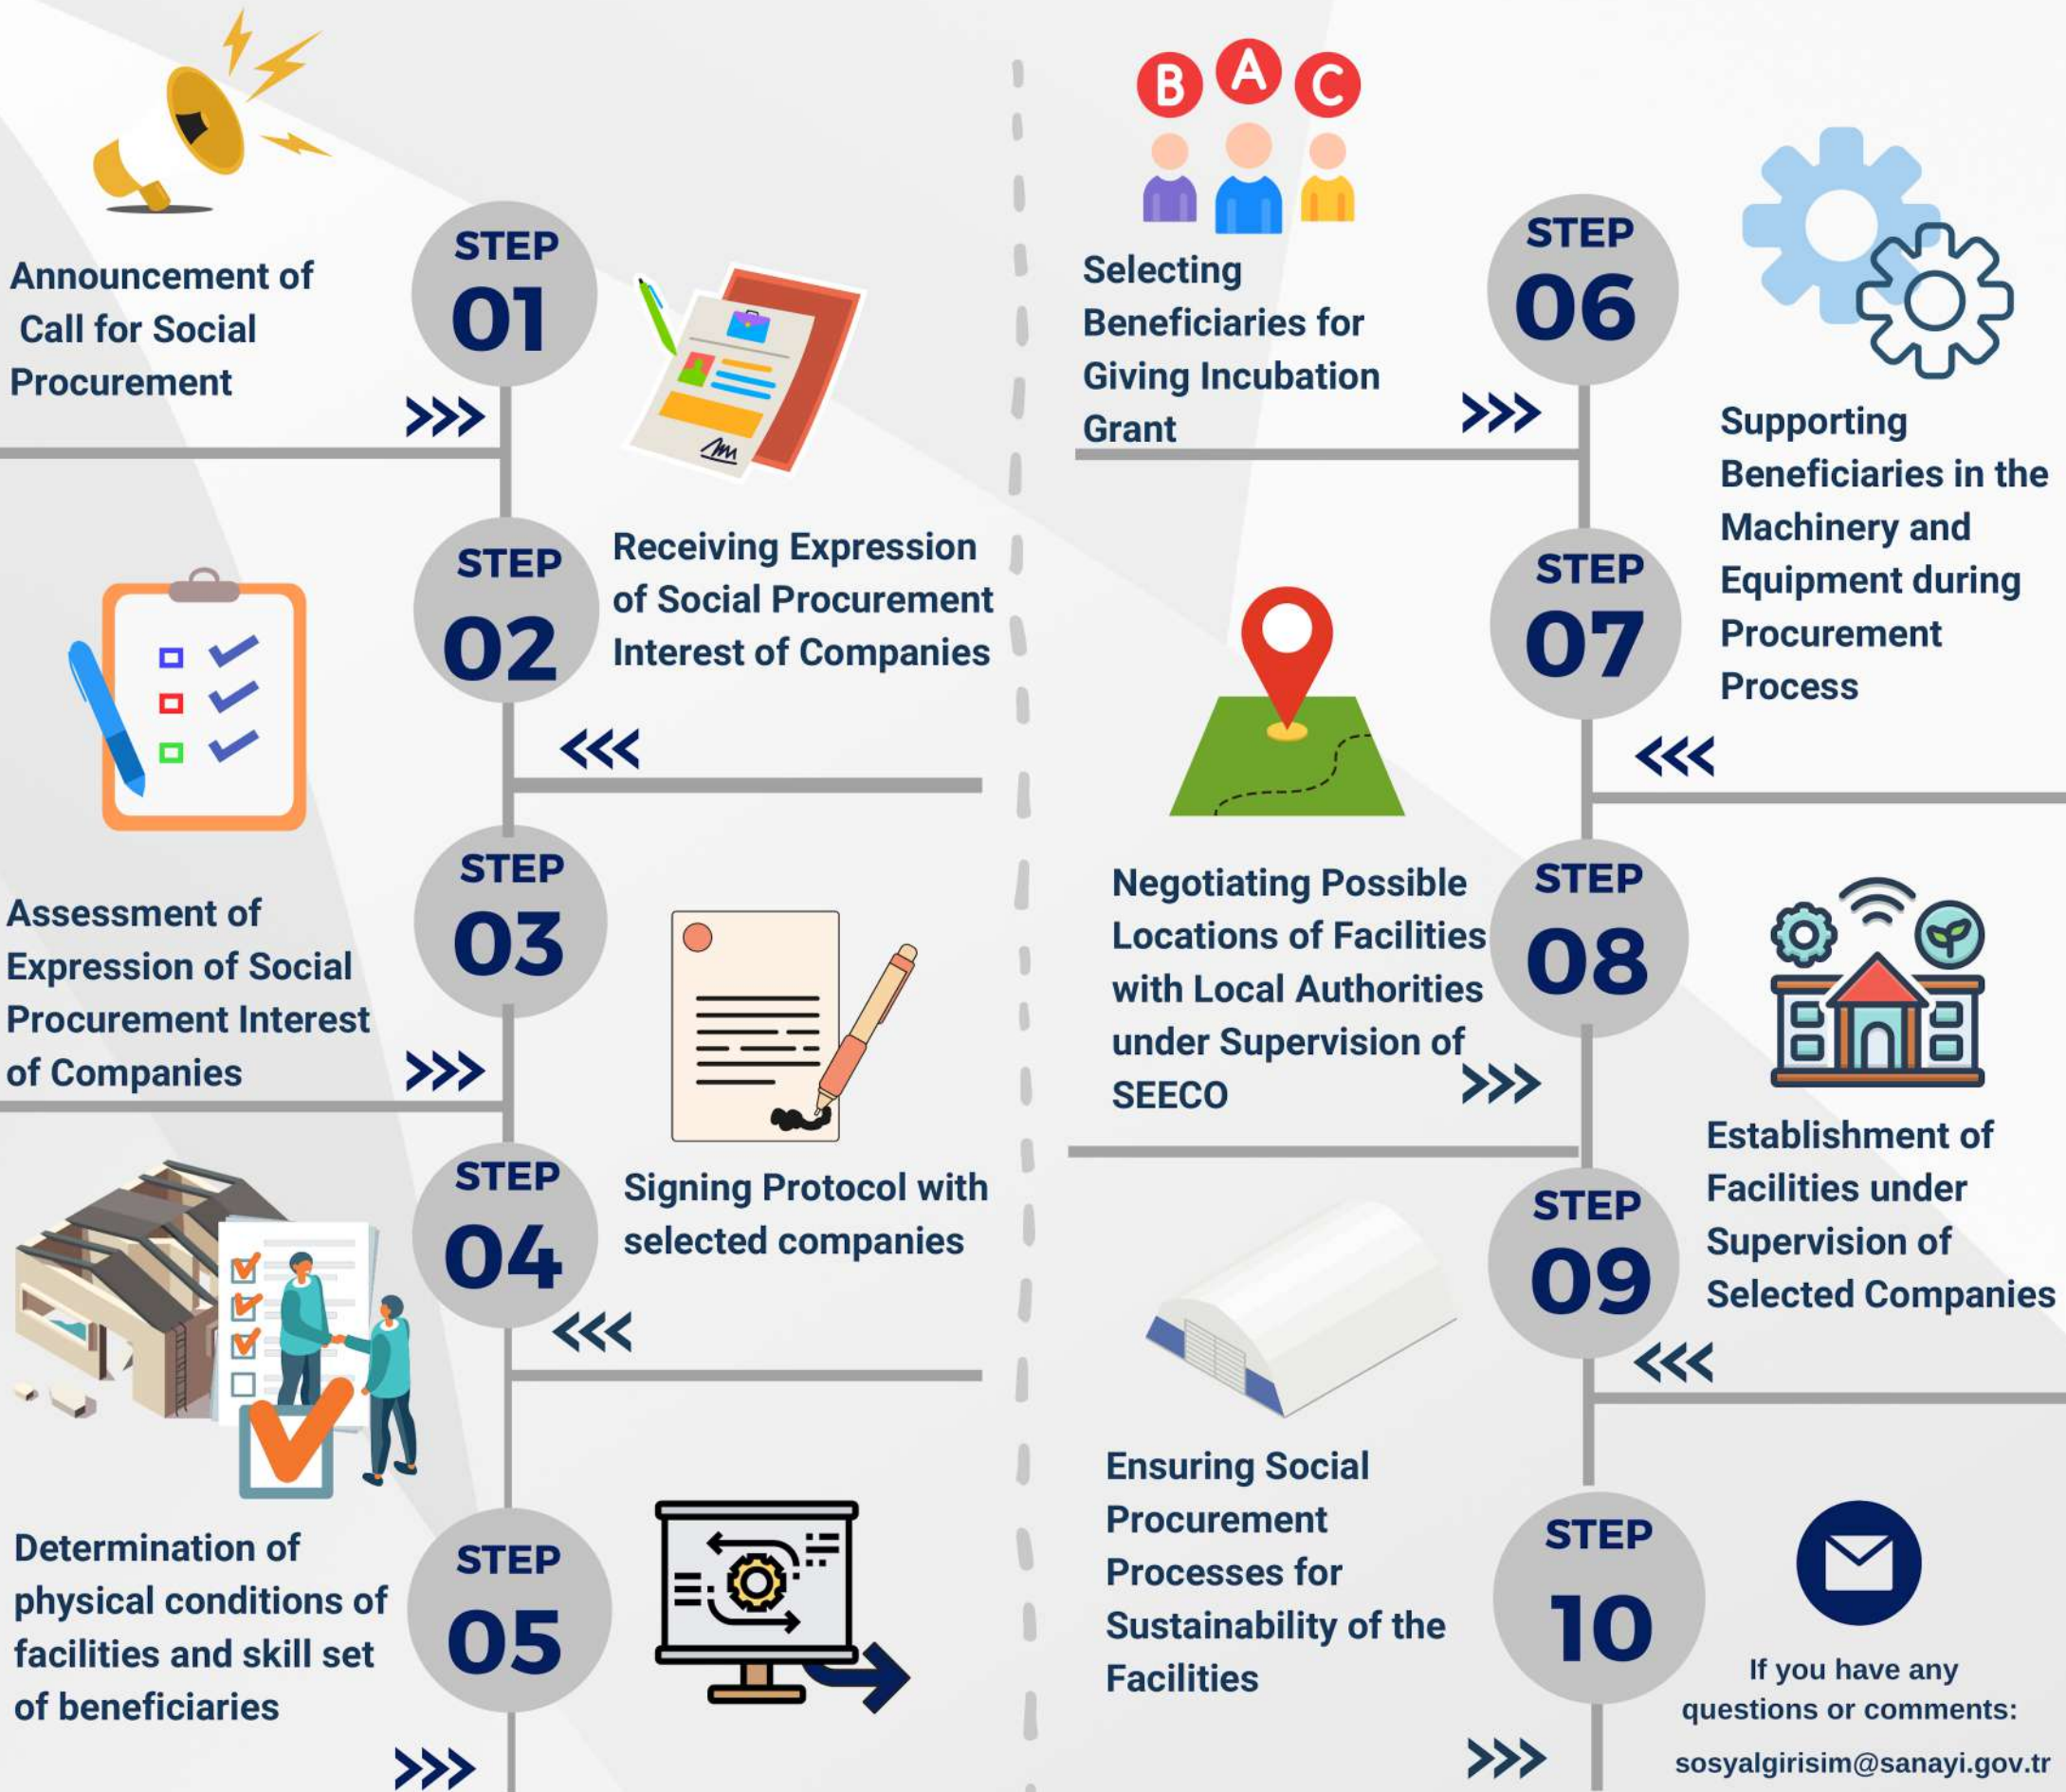 STEP
01
Announcement of
Call for Social
Procurement
STEP
02
Receiving Expression
of Social Procurement
Interest of Companies
STEP
03
Assessment of
Expression of Social
Procurement Interest
of Companies
STEP
04
Signing Protocol with
selected companies
STEP
05
Determination of
physical conditions of
facilities and skill set
of beneficiaries
B A C
STEP
06
Selecting
Beneficiaries for
Giving Incubation
Grant
STEP
07
Supporting
Beneficiaries in the
Machinery and
Equipment during
Procurement
Process
STEP
08
Negotiating Possible
Locations of Facilities
with Local Authorities
under Supervision of
SEECO
STEP
09
Establishment of
Facilities under
Supervision of
Selected Companies
STEP
10
Ensuring Social
Procurement
Processes for
Sustainability of the
Facilities
If you have any
questions or comments:
sosyalgirisim@sanayi.gov.tr